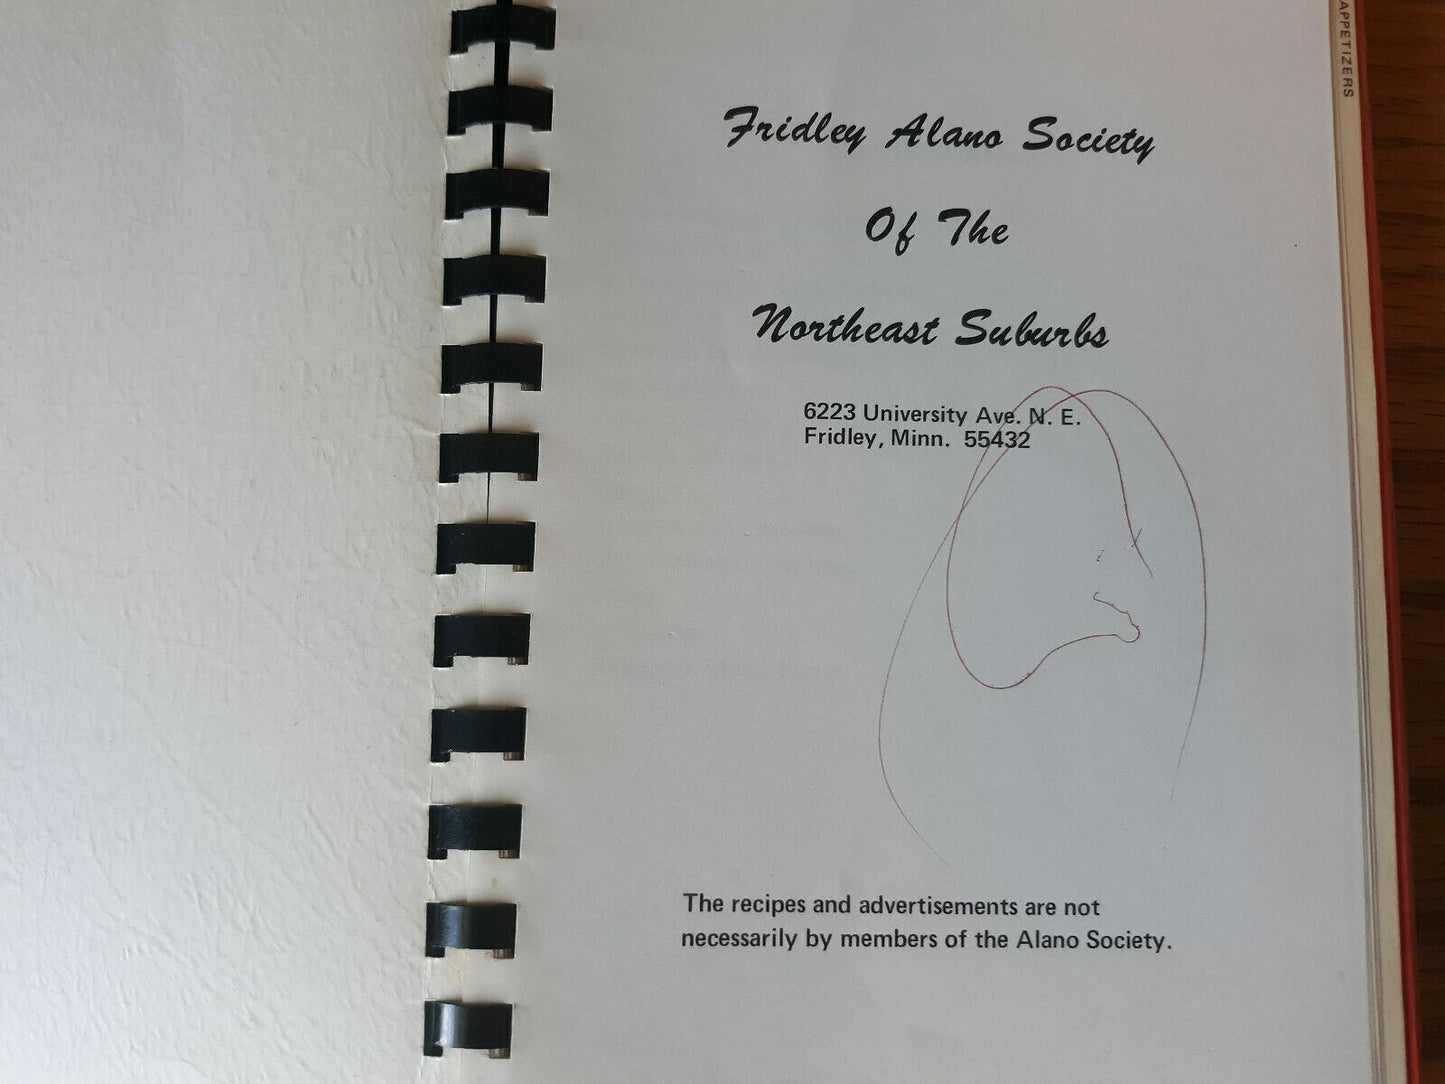 APPETIZERS
Fridley Alano Society
Of The
Northeast Suburbs
6223 University Ave. N. E.
Fridley, Minn. 55432
The recipes and advertisements are not
necessarily by members of the Alano Society.